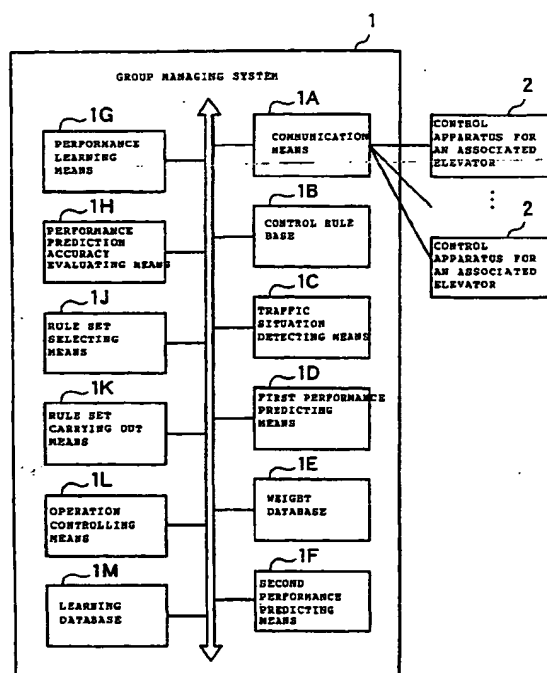 1
GROUP MANAGING SYSTEM
1G
PERFORMANCE
LEARNING
MEANS
1H
PERFORMANCE
PREDICTION
ACCURACY
EVALUATING MEANS
1J
RULE SET
SELECTING
MEANS
1K
RULE SET
CARRYING OUT
MEANS
1L
OPERATION
CONTROLLING
MEANS
1M
LEARNING
DATABASE
1A
COMMUNICATION
MEANS
1B
CONTROL RULE
BASE
1C
TRAFFIC
SITUATION
DETECTING MEANS
1D
FIRST PERFORMANCE
PREDICTING
MEANS
1E
WEIGHT
DATABASE
1F
SECOND
PERFORMANCE
PREDICTING
MEANS
2
CONTROL
APPARATUS FOR
AN ASSOCIATED
ELEVATOR
2
CONTROL
APPARATUS FOR
AN ASSOCIATED
ELEVATOR